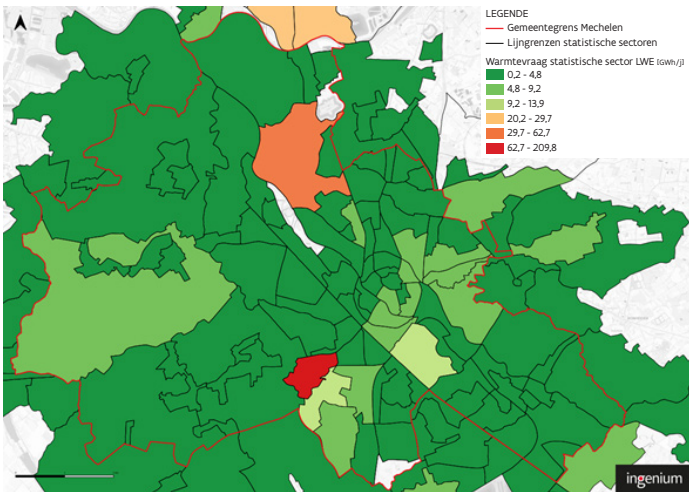 LEGENDE
Gemeentegrens Mechelen
Lijngrenzen statistische sectoren
Warmtevraag statistische sector LWE [GWh/j]
0,2 - 4,8
4,8 - 9,2
9,2 - 13,9
20,2 - 29,7
29,7 - 62,7
62,7 - 209,8
ingenium